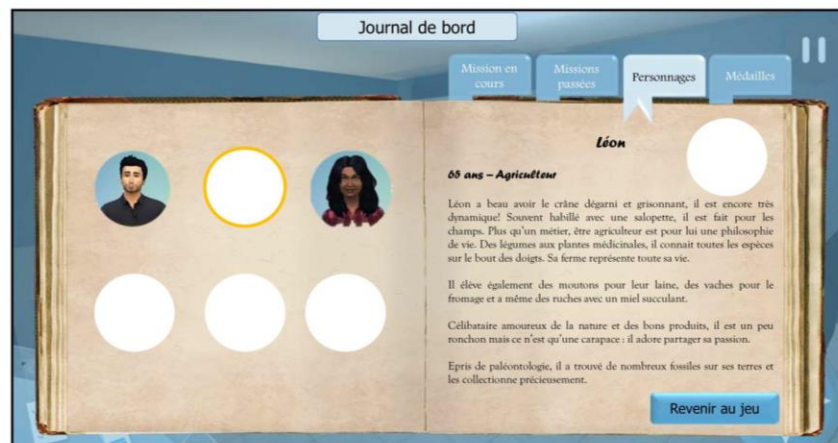 Journal de bord
Mission en
cours
Missions
passées
Personnages
Médailles
Léon
65 ans – Agriculteur
Léon a beau avoir le crâne dégarni et grisonnant, il est encore très
dynamique! Souvent habillé avec une salopette, il est fait pour les
champs. Plus qu'un métier, être agriculteur est pour lui une philosophie
de vie. Des légumes aux plantes médicinales, il connait toutes les espèces
sur le bout des doigts. Sa ferme représente toute sa vie.
Il élève également des moutons pour leur laine, des vaches pour le
fromage et a même des ruches avec un miel succulant.
Célibataire amoureux de la nature et des bons produits, il est un peu
ronchon mais ce n'est qu'une carapace : il adore partager sa passion.
Epris de paléontologie, il a trouvé de nombreux fossiles sur ses terres et
les collectionne précieusement.
Revenir au jeu